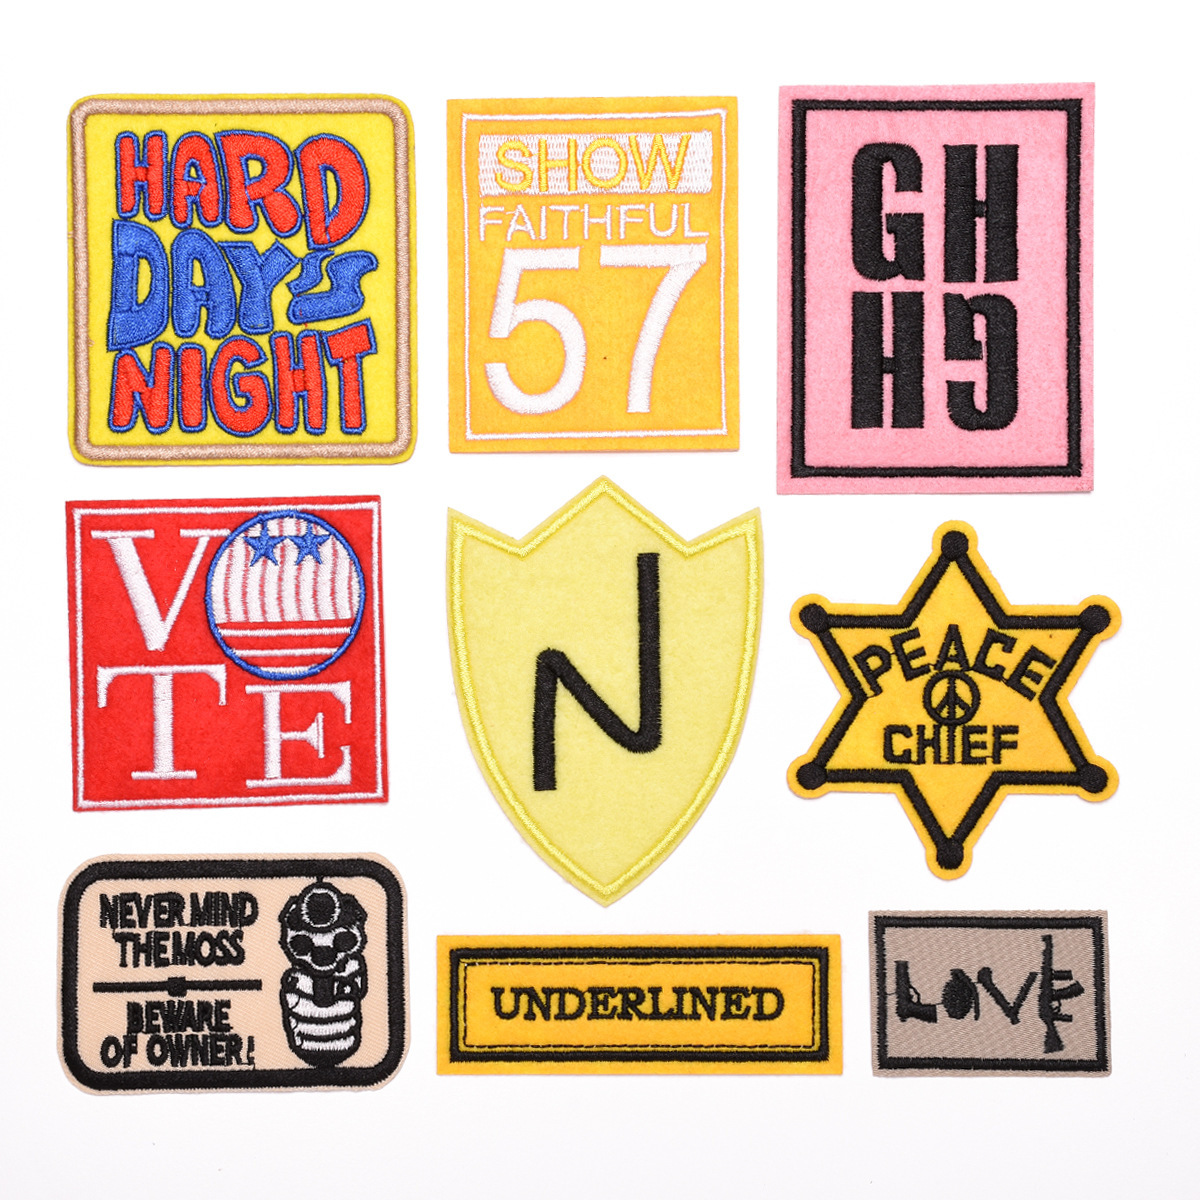 HARD
DAY'S
NIGHT
SHOW
FAITHFUL
57
GH
HG
VOTE
N
PEACE
CHIEF
NEVER MIND
THE MOSS
BEWARE
OF OWNER!
UNDERLINED
LOVE